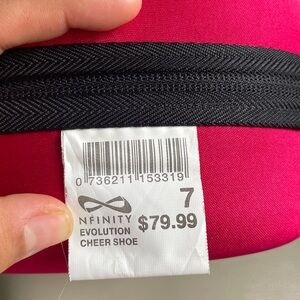 0 736211 153319
7
NFINITY
EVOLUTION $79.99
CHEER SHOE